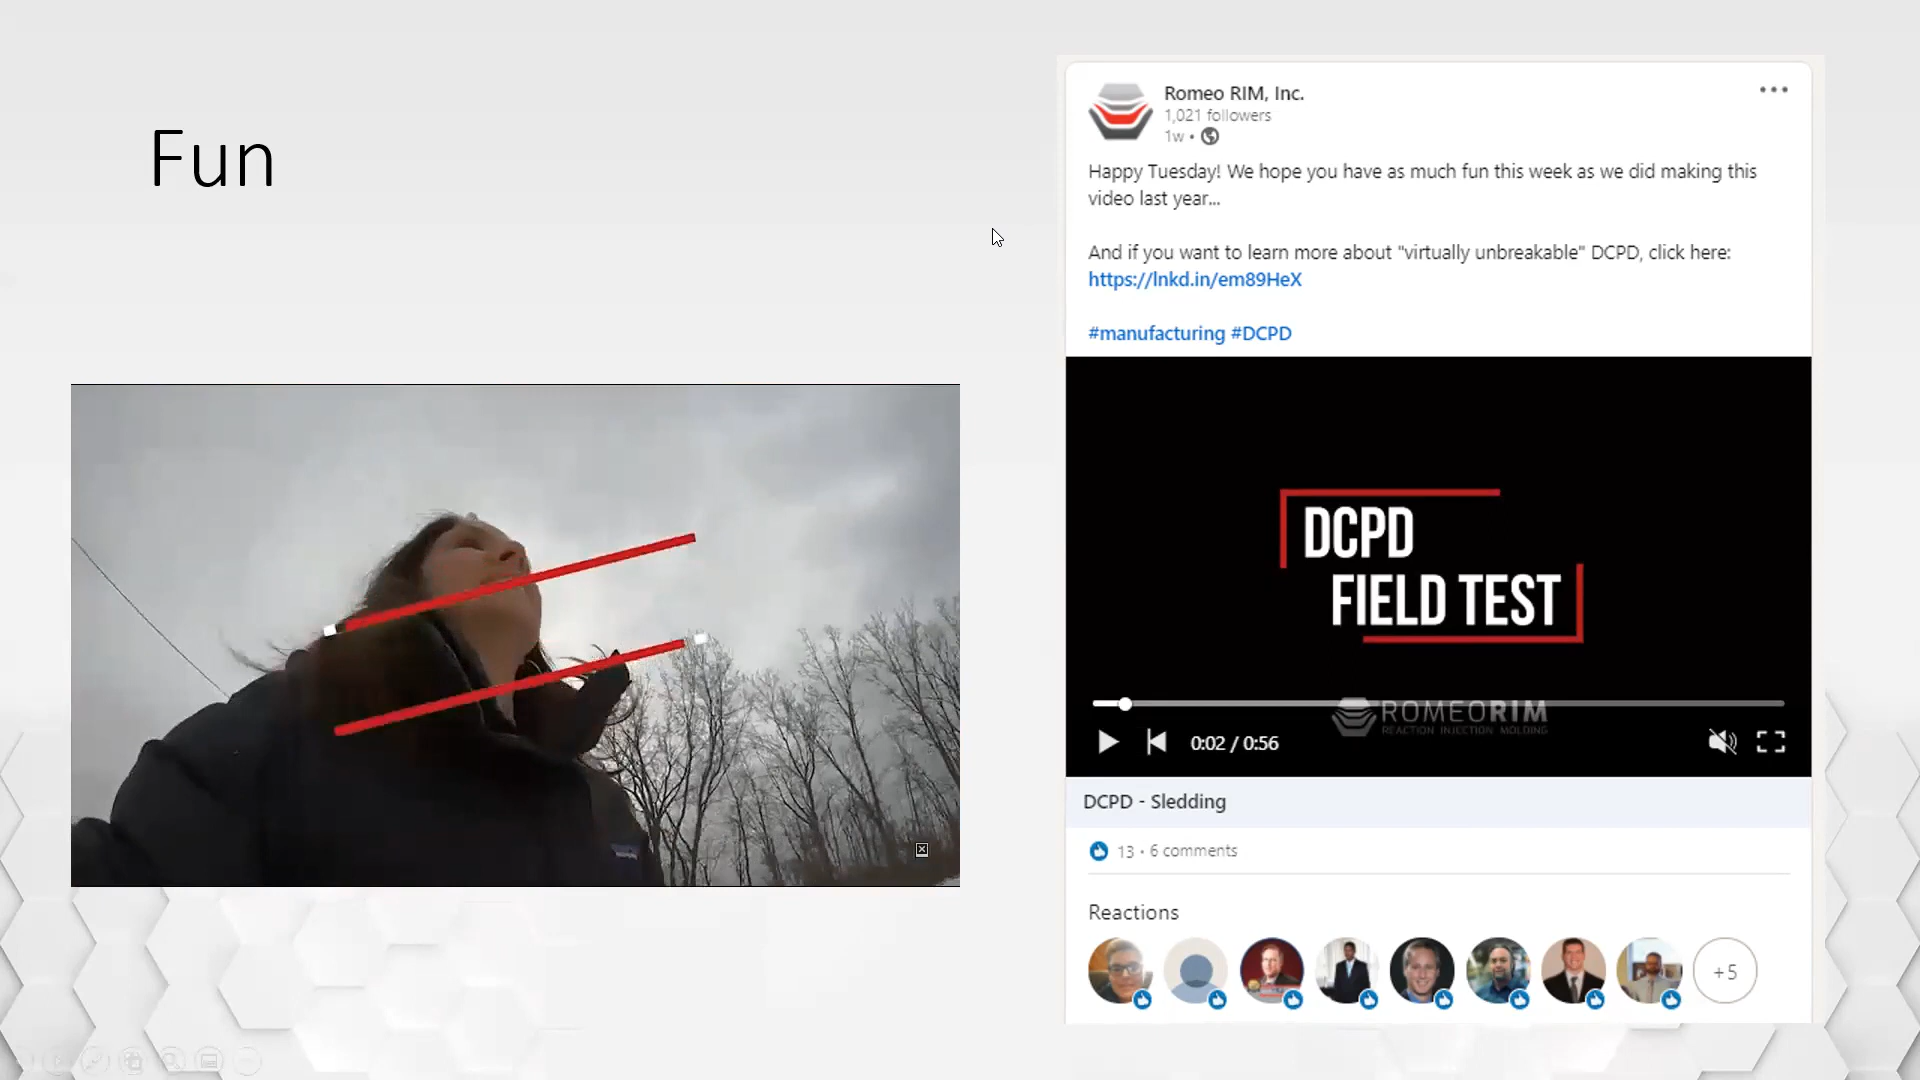 Fun
Romeo RIM, Inc.
1,021 followers
1w •
Happy Tuesday! We hope you have as much fun this week as we did making this
video last year...
And if you want to learn more about "virtually unbreakable" DCPD, click here:
https://lnkd.in/em89HeX
#manufacturing #DCPD
DCPD
FIELD TEST
ROMEORIM
REACTION INJECTION MOLDING
0:02 / 0:56
DCPD - Sledding
13 • 6 comments
Reactions
+5